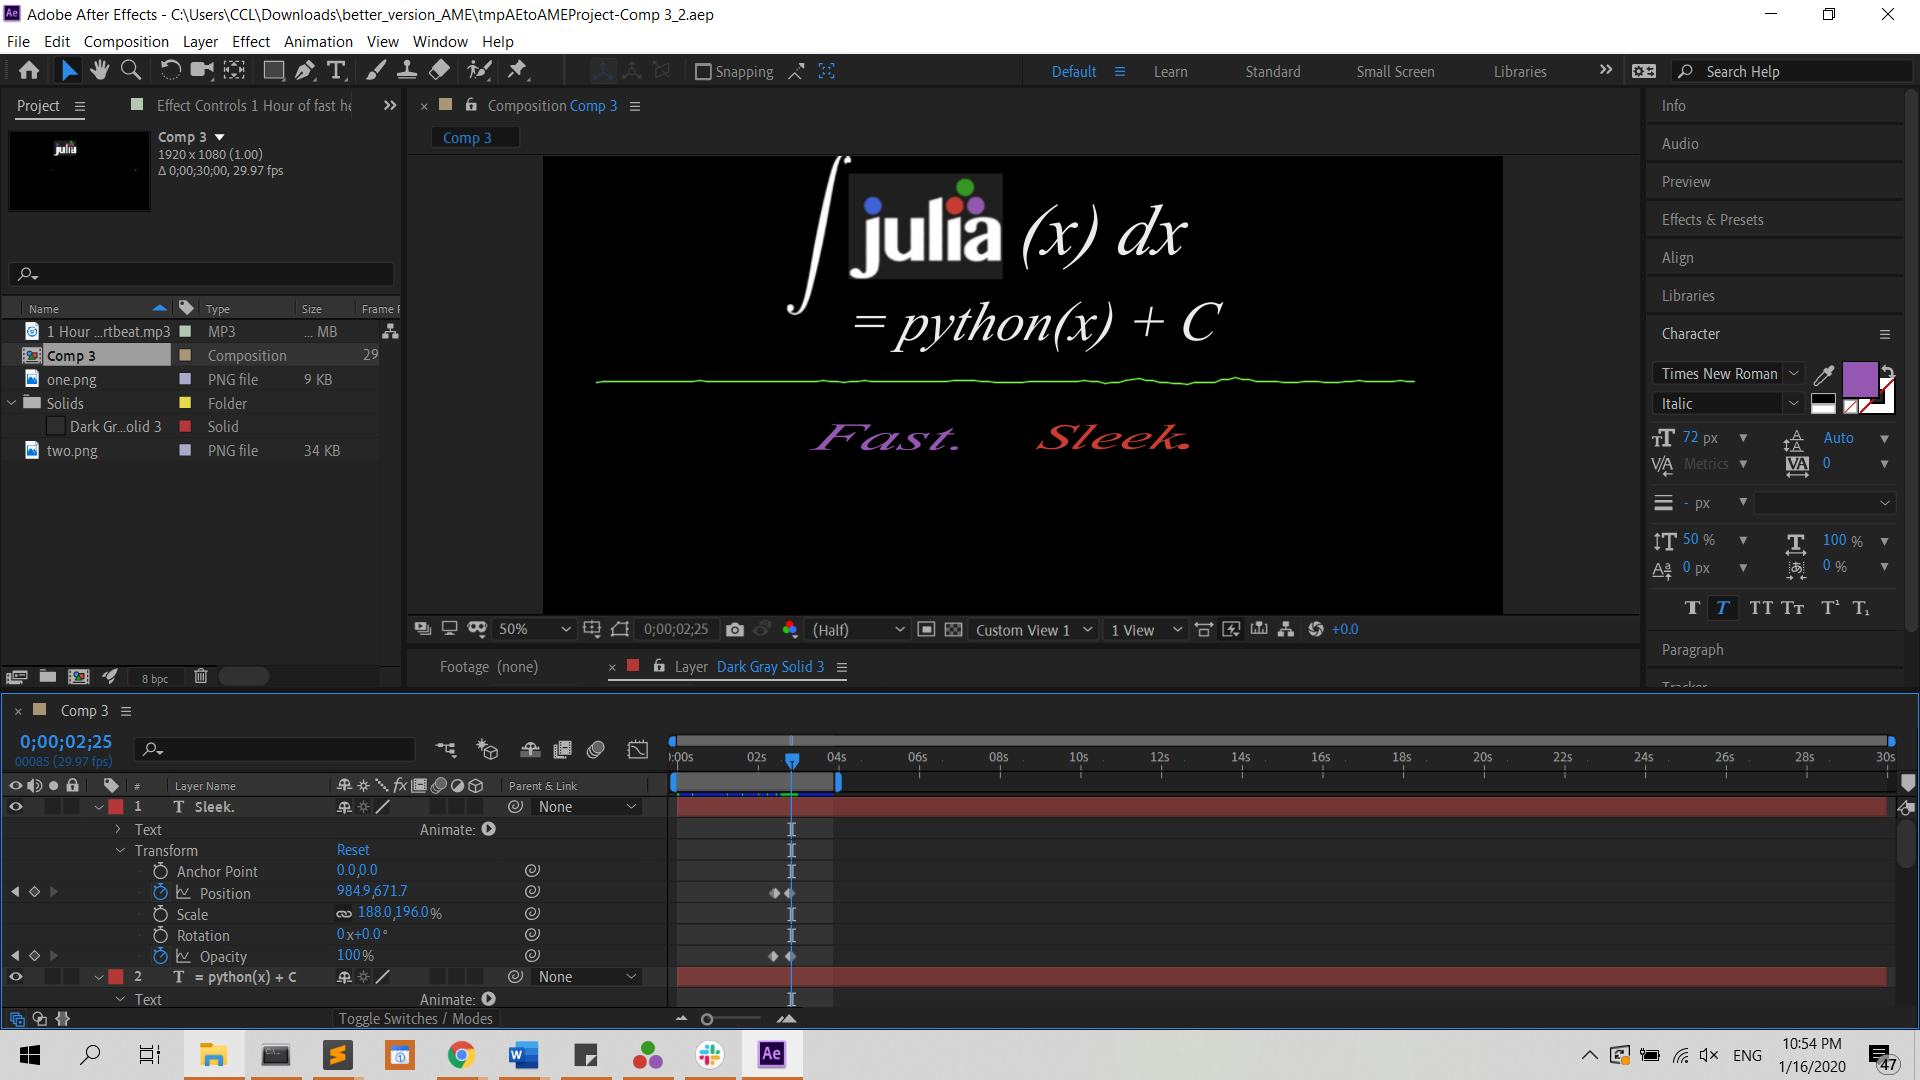 Adobe After Effects - C:\Users\CCL\Downloads\better_version_AME\tmpAEtoAMEProject-Comp 3_2.aep
File Edit Composition Layer Effect Animation View Window Help
Snapping Default Learn Standard Small Screen Libraries Search Help
Project Effect Controls 1 Hour of fast he
Comp 3
1920 x 1080 (1.00)
Δ 0;00;30;00, 29.97 fps
Name Type Size Frame F
1 Hour ...rtbeat.mp3 MP3 ... MB
Comp 3 Composition 29
one.png PNG file 9 KB
Solids Folder
Dark Gr...olid 3 Solid
two.png PNG file 34 KB
8 bpc
Composition Comp 3
Comp 3
∫ julia (x) dx
= python(x) + C
Fast. Sleek.
50% 0;00;02;25 (Half) Custom View 1 1 View +0.0
Footage (none) Layer Dark Gray Solid 3
Info
Audio
Preview
Effects & Presets
Align
Libraries
Character
Times New Roman
Italic
72 px Auto
Metrics 0
- px
50 % 100 %
0 px 0 %
T T TT Tт T¹ T₁
Paragraph
Comp 3
0;00;02;25
00085 (29.97 fps)
):00s 02s 04s 06s 08s 10s 12s 14s 16s 18s 20s 22s 24s 26s 28s 30s
# Layer Name Parent & Link
1 T Sleek. None
Text Animate:
Transform Reset
Anchor Point 0.0,0.0
Position 984.9,671.7
Scale 188.0,196.0%
Rotation 0x+0.0°
Opacity 100%
2 T = python(x) + C None
Text Animate:
Toggle Switches / Modes
ENG 10:54 PM
1/16/2020
47